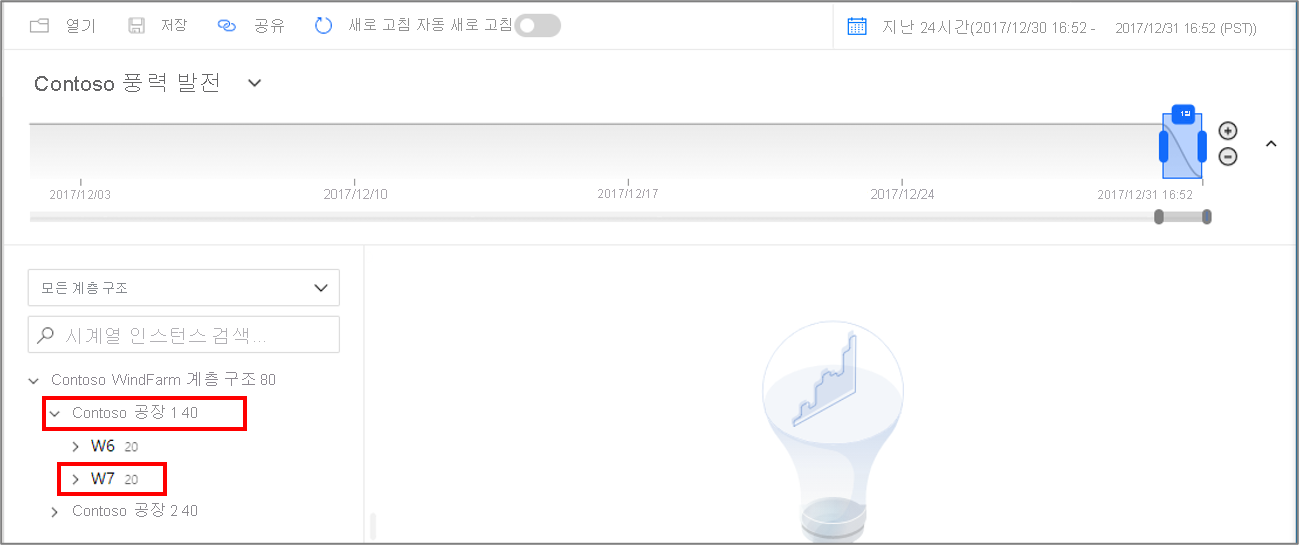 열기 저장 공유 새로 고침 자동 새로 고침 지난 24시간(2017/12/30 16:52 - 2017/12/31 16:52 (PST))
Contoso 풍력 발전
2017/12/03 2017/12/10 2017/12/17 2017/12/24 2017/12/31 16:52
모든 계층 구조
시계열 인스턴스 검색...
Contoso WindFarm 계층 구조 80
Contoso 공장 1 40
W6 20
W7 20
Contoso 공장 2 40